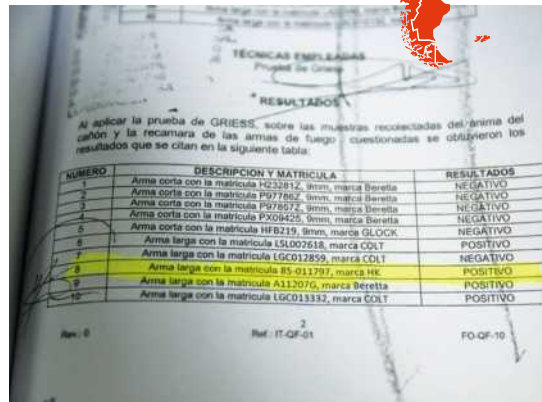 TÉCNICAS EMPLEADAS
Prueba de Griess
RESULTADOS
Al aplicar la prueba de GRIESS, sobre las muestras recolectadas del ánima del
cañón y la recamara de las armas de fuego cuestionadas se obtuvieron los
resultados que se citan en la siguiente tabla:
NUMERO DESCRIPCION Y MATRICULA RESULTADOS
1 Arma corta con la matricula H23281Z, 9mm, marca Beretta NEGATIVO
2 Arma corta con la matricula P97786Z, 9mm, marca Beretta NEGATIVO
3 Arma corta con la matricula P97857Z, 9mm, marca Beretta NEGATIVO
4 Arma corta con la matricula PX09425, 9mm, marca Beretta NEGATIVO
5 Arma corta con la matricula HFB219, 9mm, marca GLOCK NEGATIVO
6 Arma larga con la matricula LSL002618, marca COLT POSITIVO
7 Arma larga con la matricula LGC012859, marca COLT NEGATIVO
8 Arma larga con la matricula 85-011797, marca HK POSITIVO
9 Arma larga con la matricula A11207G, marca Beretta POSITIVO
10 Arma larga con la matricula LGC013332, marca COLT POSITIVO
2
Rev.: 0 Ref.: IT-QF-01 FO-QF-10